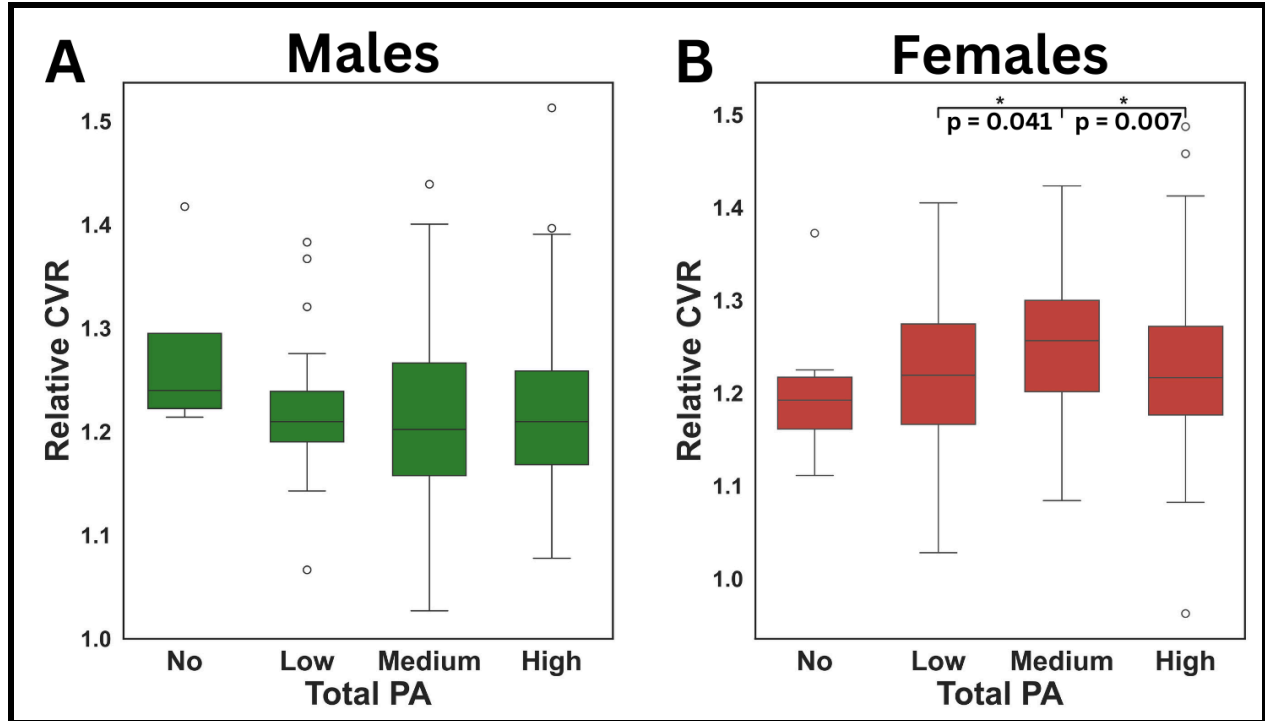 A
Males
1.5
1.4
1.3
1.2
1.1
1.0
Relative CVR
No Low Medium High
Total PA
B
Females
1.5
1.4
1.3
1.2
1.1
1.0
Relative CVR
* *
p = 0.041 p = 0.007
No Low Medium High
Total PA